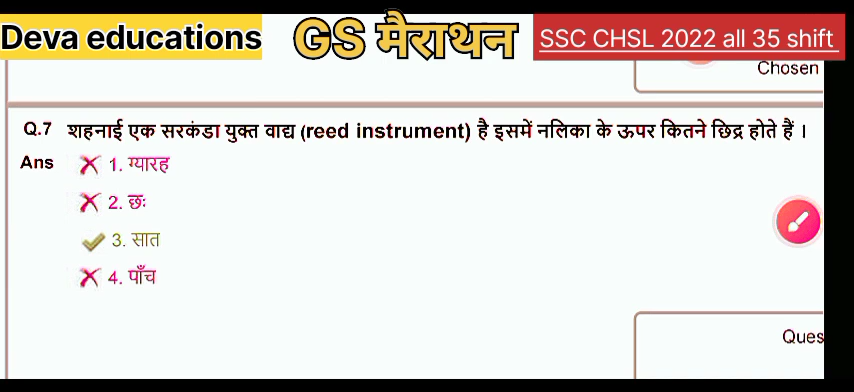 Deva educations GS मैराथन SSC CHSL 2022 all 35 shift
Chosen
Q.7 शहनाई एक सरकंडा युक्त वाद्य (reed instrument) है इसमें नलिका के ऊपर कितने छिद्र होते हैं ।
Ans 1. ग्यारह
2. छः
3. सात
4. पाँच
Ques